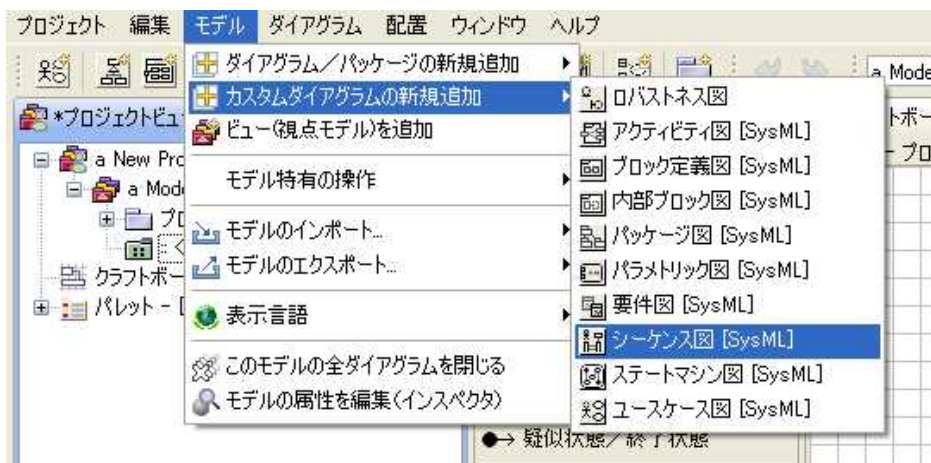 プロジェクト 編集 モデル ダイアグラム 配置 ウィンドウ ヘルプ
ダイアグラム／パッケージの新規追加
カスタムダイアグラムの新規追加
ビュー(視点モデル)を追加
モデル特有の操作
モデルのインポート...
モデルのエクスポート...
表示言語
このモデルの全ダイアグラムを閉じる
モデルの属性を編集(インスペクタ)
ロバストネス図
アクティビティ図 [SysML]
ブロック定義図 [SysML]
内部ブロック図 [SysML]
パッケージ図 [SysML]
パラメトリック図 [SysML]
要件図 [SysML]
シーケンス図 [SysML]
ステートマシン図 [SysML]
ユースケース図 [SysML]
*プロジェクトビュ
a New Pro
a Mode
プロ
クラフトボー
パレット - [
a Mode
トボー
- プロ
疑似状態／終了状態